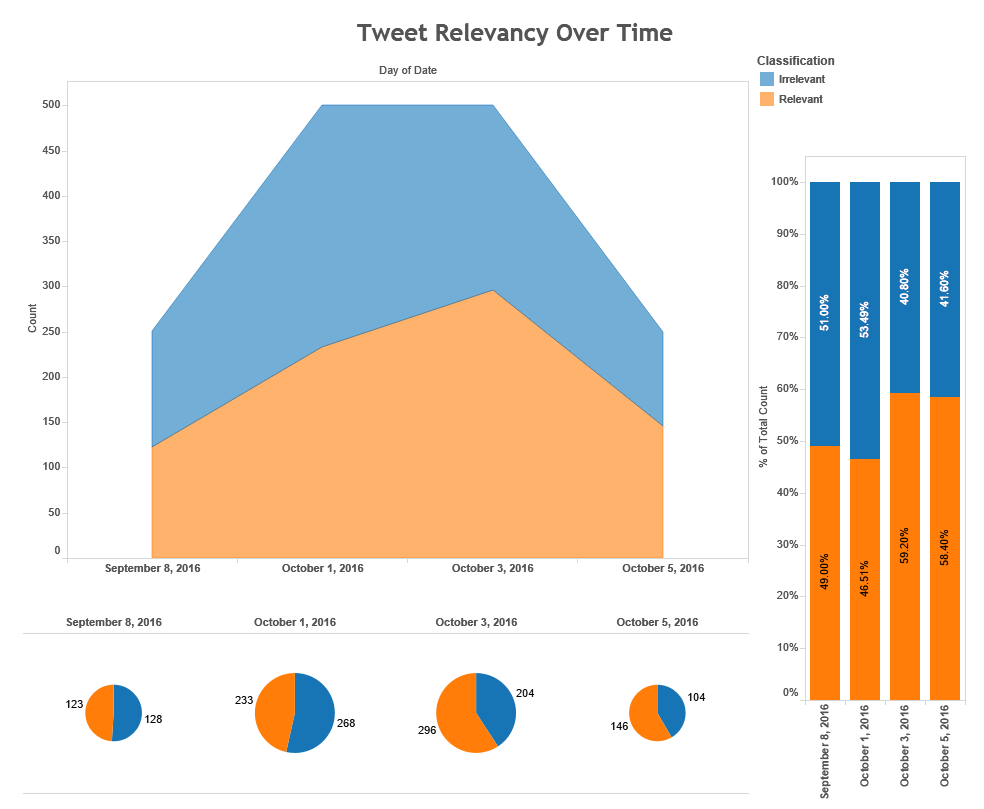 Tweet Relevancy Over Time
Day of Date
Classification
Irrelevant
Relevant
Count
500
450
400
350
300
250
200
150
100
50
0
September 8, 2016 October 1, 2016 October 3, 2016 October 5, 2016
September 8, 2016 October 1, 2016 October 3, 2016 October 5, 2016
123 128
233 268
204 296
104 146
% of Total Count
100%
90%
80%
70%
60%
50%
40%
30%
20%
10%
0%
51.00% 53.49% 40.80% 41.60%
49.00% 46.51% 59.20% 58.40%
September 8, 2016
October 1, 2016
October 3, 2016
October 5, 2016